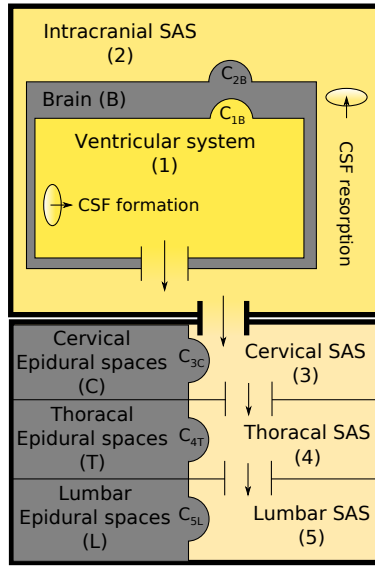 Intracranial SAS
(2)
C2B
Brain (B)
C1B
Ventricular system
(1)
CSF formation
CSF resorption
Cervical
Epidural spaces
(C)
C3C
Cervical SAS
(3)
Thoracal
Epidural spaces
(T)
C4T
Thoracal SAS
(4)
Lumbar
Epidural spaces
(L)
C5L
Lumbar SAS
(5)